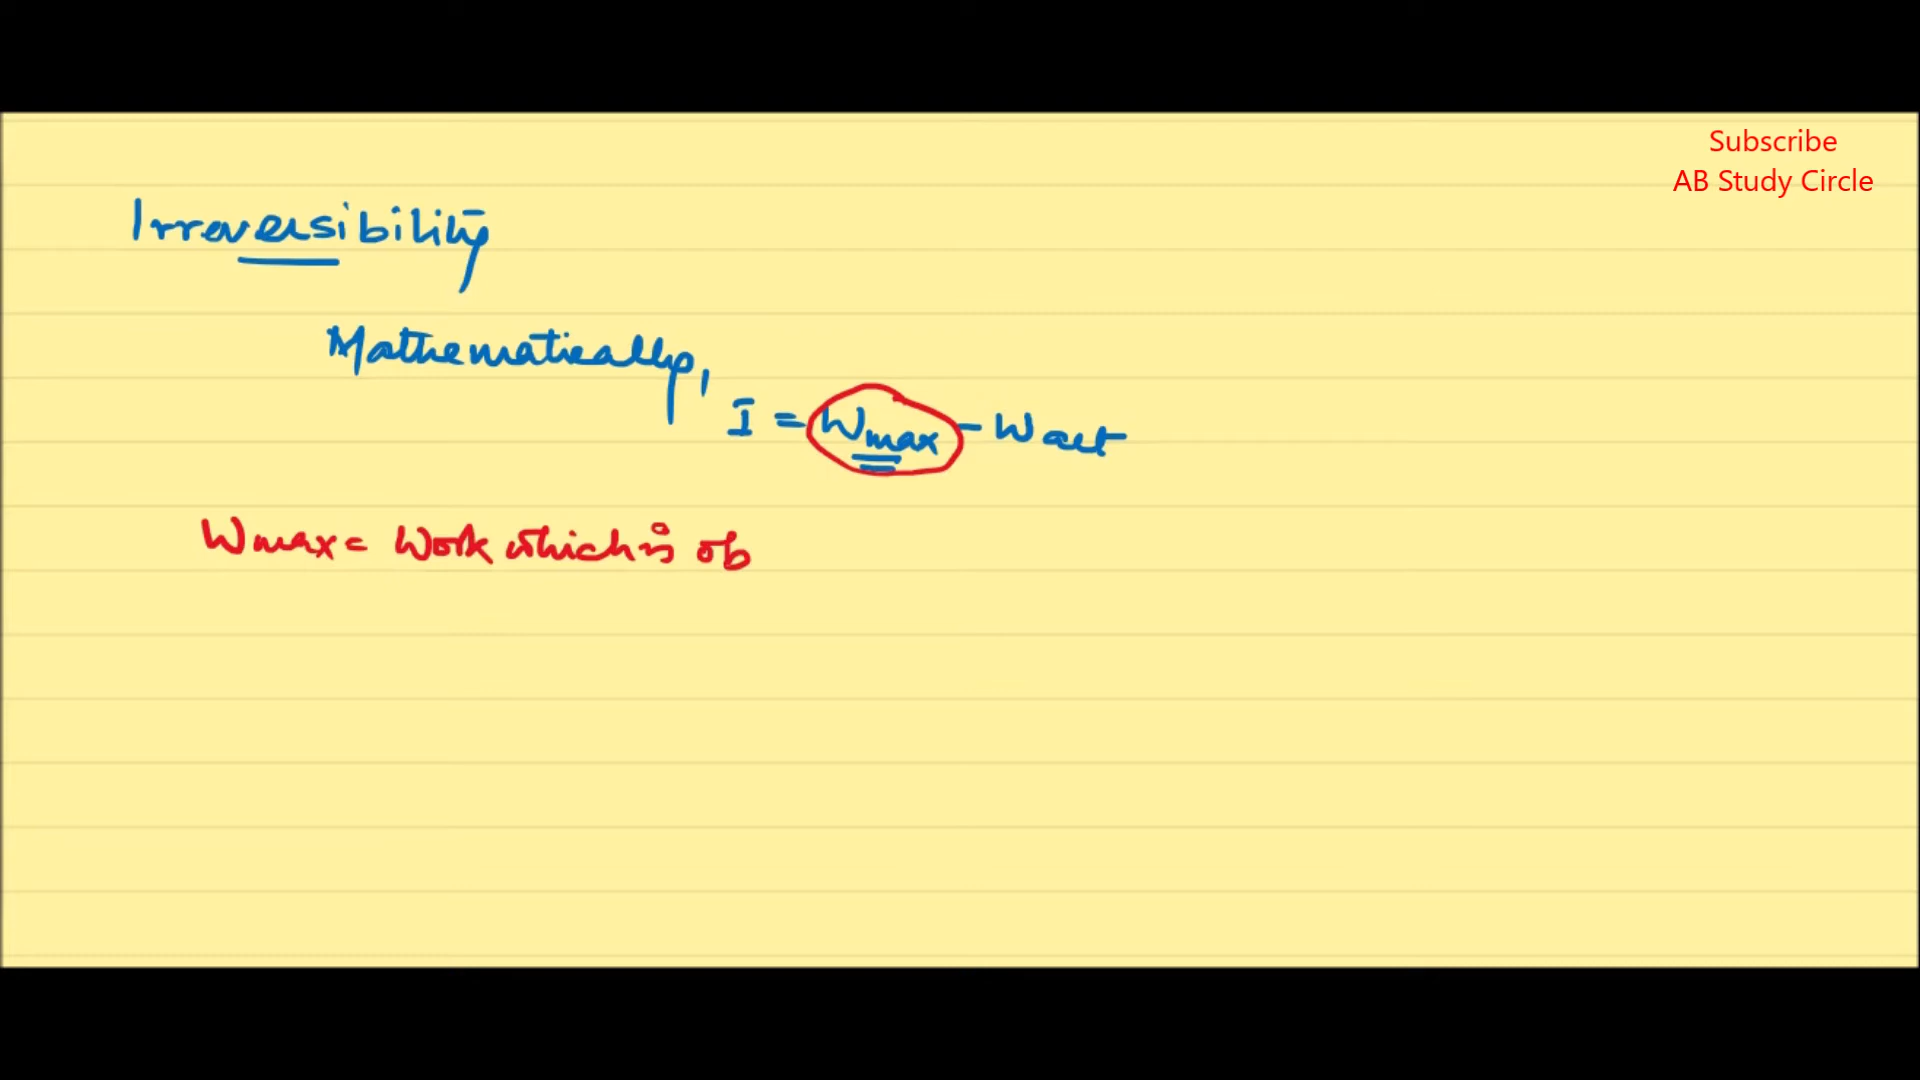 Subscribe
AB Study Circle
Irreversibility
Mathematically,
I = Wmax - Wact
Wmax = Work which is ob